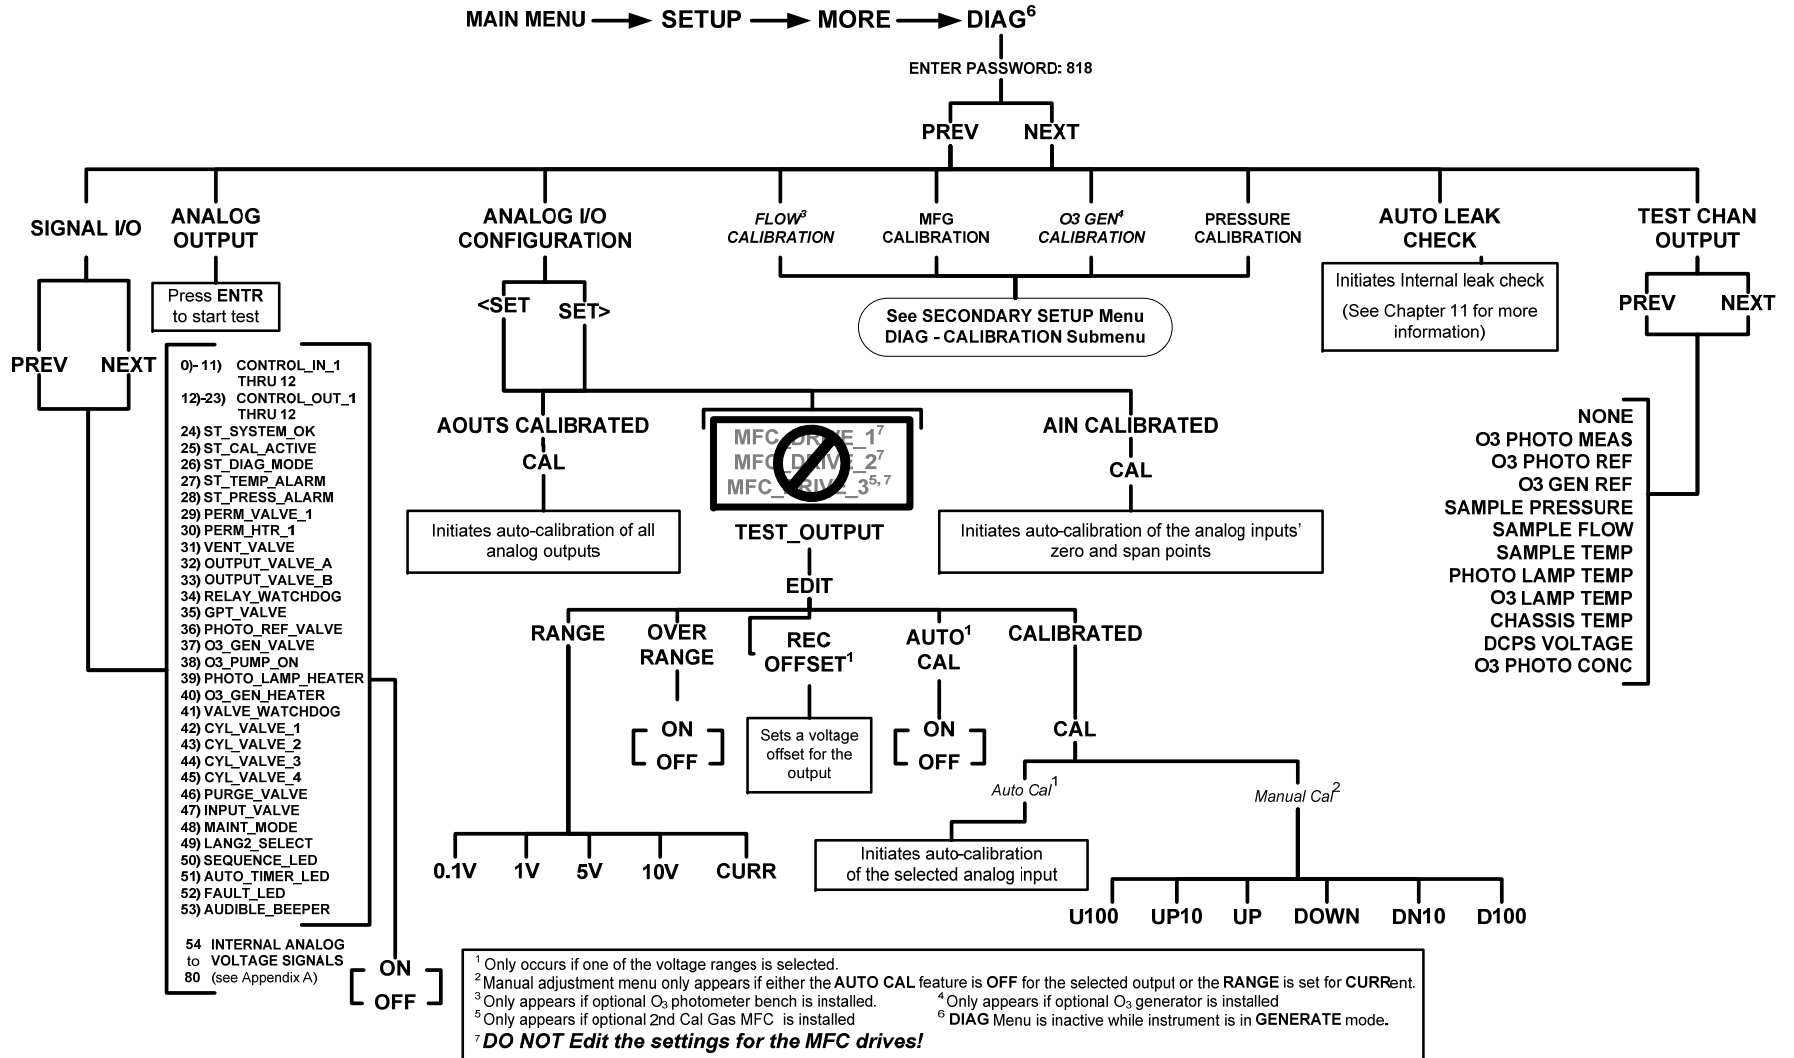 MAIN MENU SETUP MORE DIAG6
ENTER PASSWORD: 818
PREV NEXT
SIGNAL I/O
ANALOG
OUTPUT
ANALOG I/O
CONFIGURATION
FLOW3
CALIBRATION
MFG
CALIBRATION
O3 GEN4
CALIBRATION
PRESSURE
CALIBRATION
AUTO LEAK
CHECK
TEST CHAN
OUTPUT
PREV NEXT
Press ENTR
to start test
<SET SET>
See SECONDARY SETUP Menu
DIAG - CALIBRATION Submenu
Initiates Internal leak check
(See Chapter 11 for more
information)
PREV NEXT
0)- 11) CONTROL_IN_1
THRU 12
12)-23) CONTROL_OUT_1
THRU 12
24) ST_SYSTEM_OK
25) ST_CAL_ACTIVE
26) ST_DIAG_MODE
27) ST_TEMP_ALARM
28) ST_PRESS_ALARM
29) PERM_VALVE_1
30) PERM_HTR_1
31) VENT_VALVE
32) OUTPUT_VALVE_A
33) OUTPUT_VALVE_B
34) RELAY_WATCHDOG
35) GPT_VALVE
36) PHOTO_REF_VALVE
37) O3_GEN_VALVE
38) O3_PUMP_ON
39) PHOTO_LAMP_HEATER
40) O3_GEN_HEATER
41) VALVE_WATCHDOG
42) CYL_VALVE_1
43) CYL_VALVE_2
44) CYL_VALVE_3
45) CYL_VALVE_4
46) PURGE_VALVE
47) INPUT_VALVE
48) MAINT_MODE
49) LANG2_SELECT
50) SEQUENCE_LED
51) AUTO_TIMER_LED
52) FAULT_LED
53) AUDIBLE_BEEPER
54 INTERNAL ANALOG
to VOLTAGE SIGNALS
80 (see Appendix A)
ON
OFF
AOUTS CALIBRATED
CAL
Initiates auto-calibration of all
analog outputs
MFC_DRIVE_17
MFC_DRIVE_27
MFC_DRIVE_35, 7
TEST_OUTPUT
EDIT
AIN CALIBRATED
CAL
Initiates auto-calibration of the analog inputs'
zero and span points
NONE
O3 PHOTO MEAS
O3 PHOTO REF
O3 GEN REF
SAMPLE PRESSURE
SAMPLE FLOW
SAMPLE TEMP
PHOTO LAMP TEMP
O3 LAMP TEMP
CHASSIS TEMP
DCPS VOLTAGE
O3 PHOTO CONC
RANGE
OVER
RANGE
REC
OFFSET1
AUTO1
CAL
CALIBRATED
ON
OFF
Sets a voltage
offset for the
output
ON
OFF
CAL
Auto Cal1
Manual Cal2
0.1V 1V 5V 10V CURR
Initiates auto-calibration
of the selected analog input
U100 UP10 UP DOWN DN10 D100
1 Only occurs if one of the voltage ranges is selected.
2 Manual adjustment menu only appears if either the AUTO CAL feature is OFF for the selected output or the RANGE is set for CURRent.
3 Only appears if optional O3 photometer bench is installed. 4 Only appears if optional O3 generator is installed
5 Only appears if optional 2nd Cal Gas MFC is installed 6 DIAG Menu is inactive while instrument is in GENERATE mode.
7 DO NOT Edit the settings for the MFC drives!